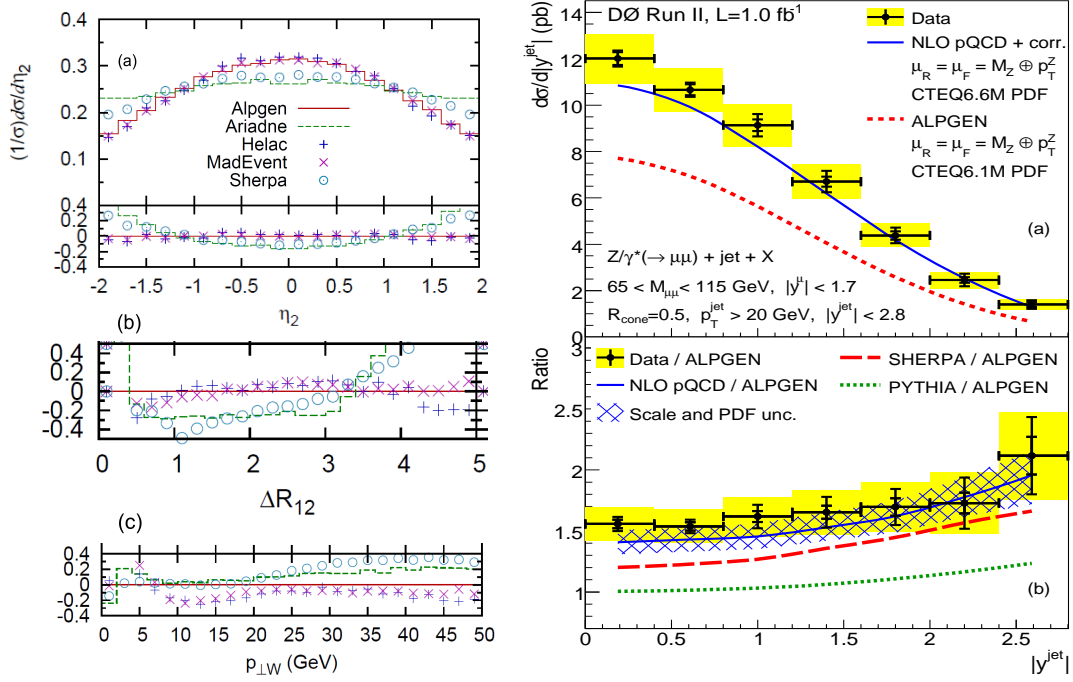 (a)
(1/σ)dσ/dη2
0.4
0.3
0.2
0.1
Alpgen
Ariadne
Helac
MadEvent
Sherpa
0.4
0.2
0
-0.2
-0.4
-2 -1.5 -1 -0.5 0 0.5 1 1.5 2
η2
(b)
0.4
0.2
0
-0.2
-0.4
0 1 2 3 4 5
ΔR12
(c)
0.4
0.2
0
-0.2
-0.4
0 5 10 15 20 25 30 35 40 45 50
p⊥W (GeV)
dσ/d|y^jet| (pb)
14
12
10
8
6
4
2
0
DØ Run II, L=1.0 fb^-1
Data
NLO pQCD + corr.
μR = μF = MZ ⊕ pT^Z
CTEQ6.6M PDF
ALPGEN
μR = μF = MZ ⊕ pT^Z
CTEQ6.1M PDF
(a)
Z/γ*(→ μμ) + jet + X
65 < Mμμ < 115 GeV, |y^μ| < 1.7
Rcone=0.5, pT^jet > 20 GeV, |y^jet| < 2.8
Ratio
3
2.5
2
1.5
1
Data / ALPGEN
NLO pQCD / ALPGEN
Scale and PDF unc.
SHERPA / ALPGEN
PYTHIA / ALPGEN
(b)
0 0.5 1 1.5 2 2.5
|y^jet|